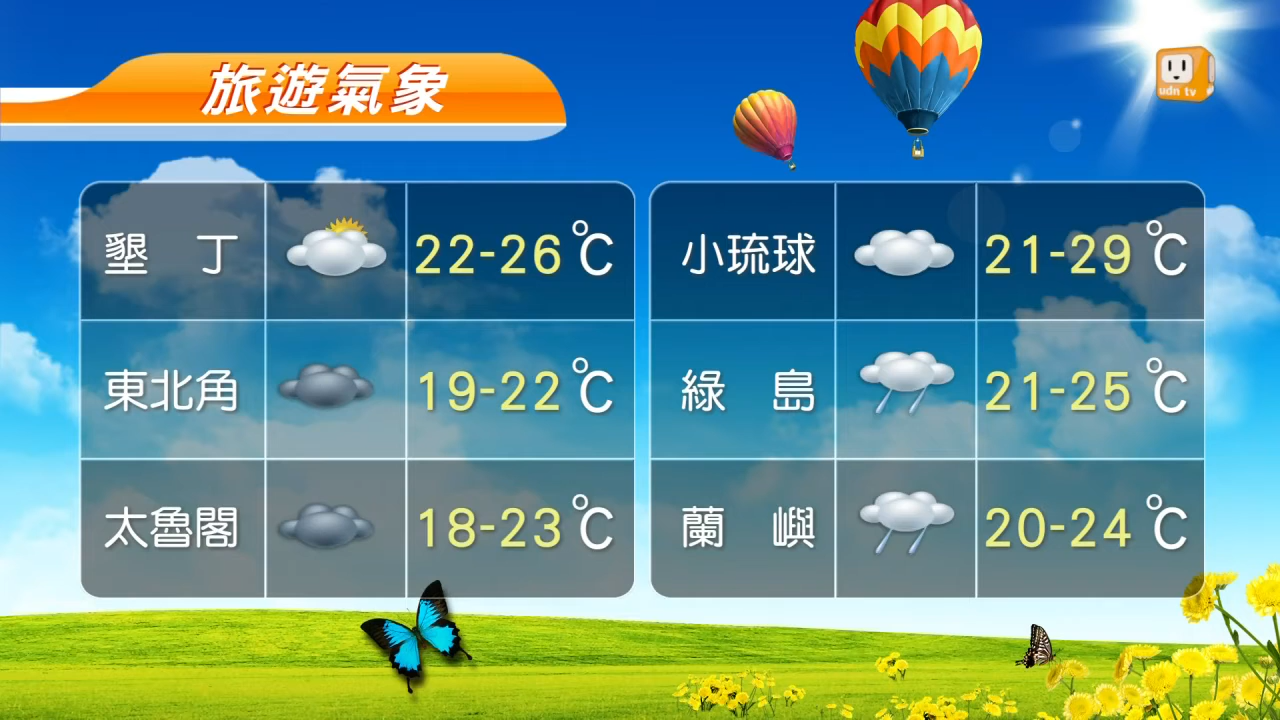 旅遊氣象
udn tv
墾　丁 22-26℃
東北角 19-22℃
太魯閣 18-23℃
小琉球 21-29℃
綠　島 21-25℃
蘭　嶼 20-24℃